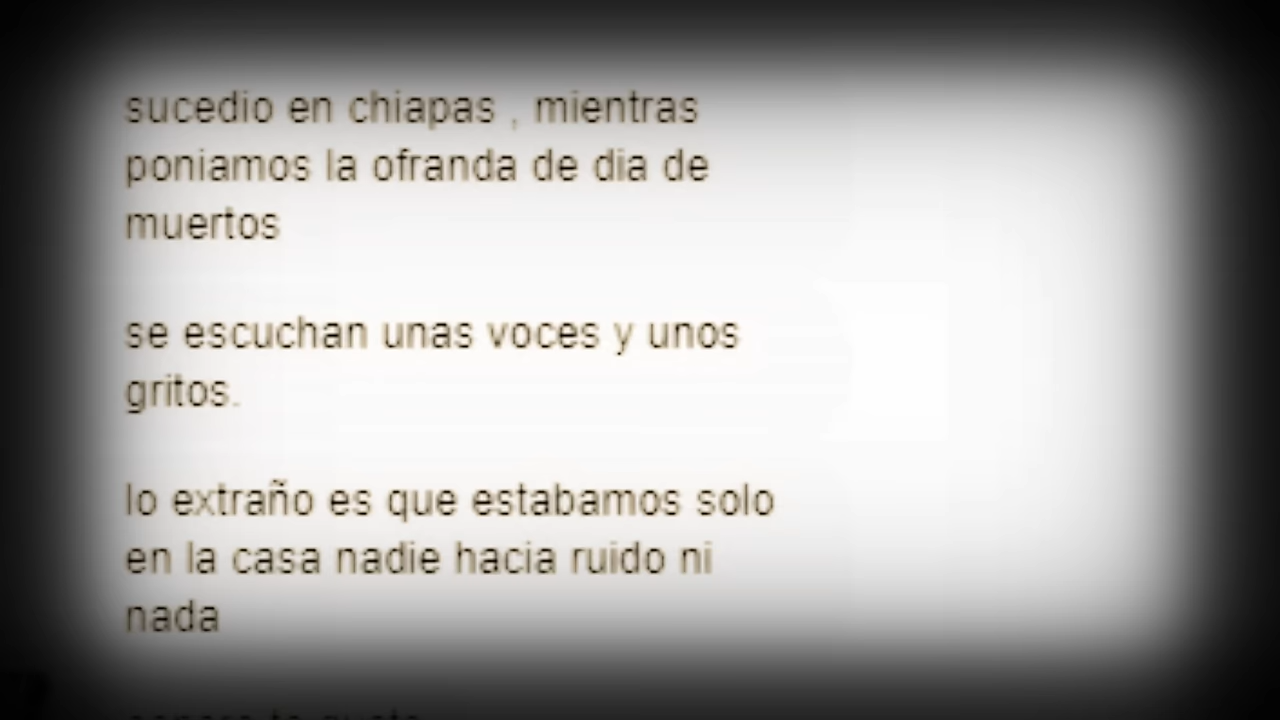 sucedio en chiapas , mientras
poniamos la ofranda de dia de
muertos
se escuchan unas voces y unos
gritos.
lo extraño es que estabamos solo
en la casa nadie hacia ruido ni
nada